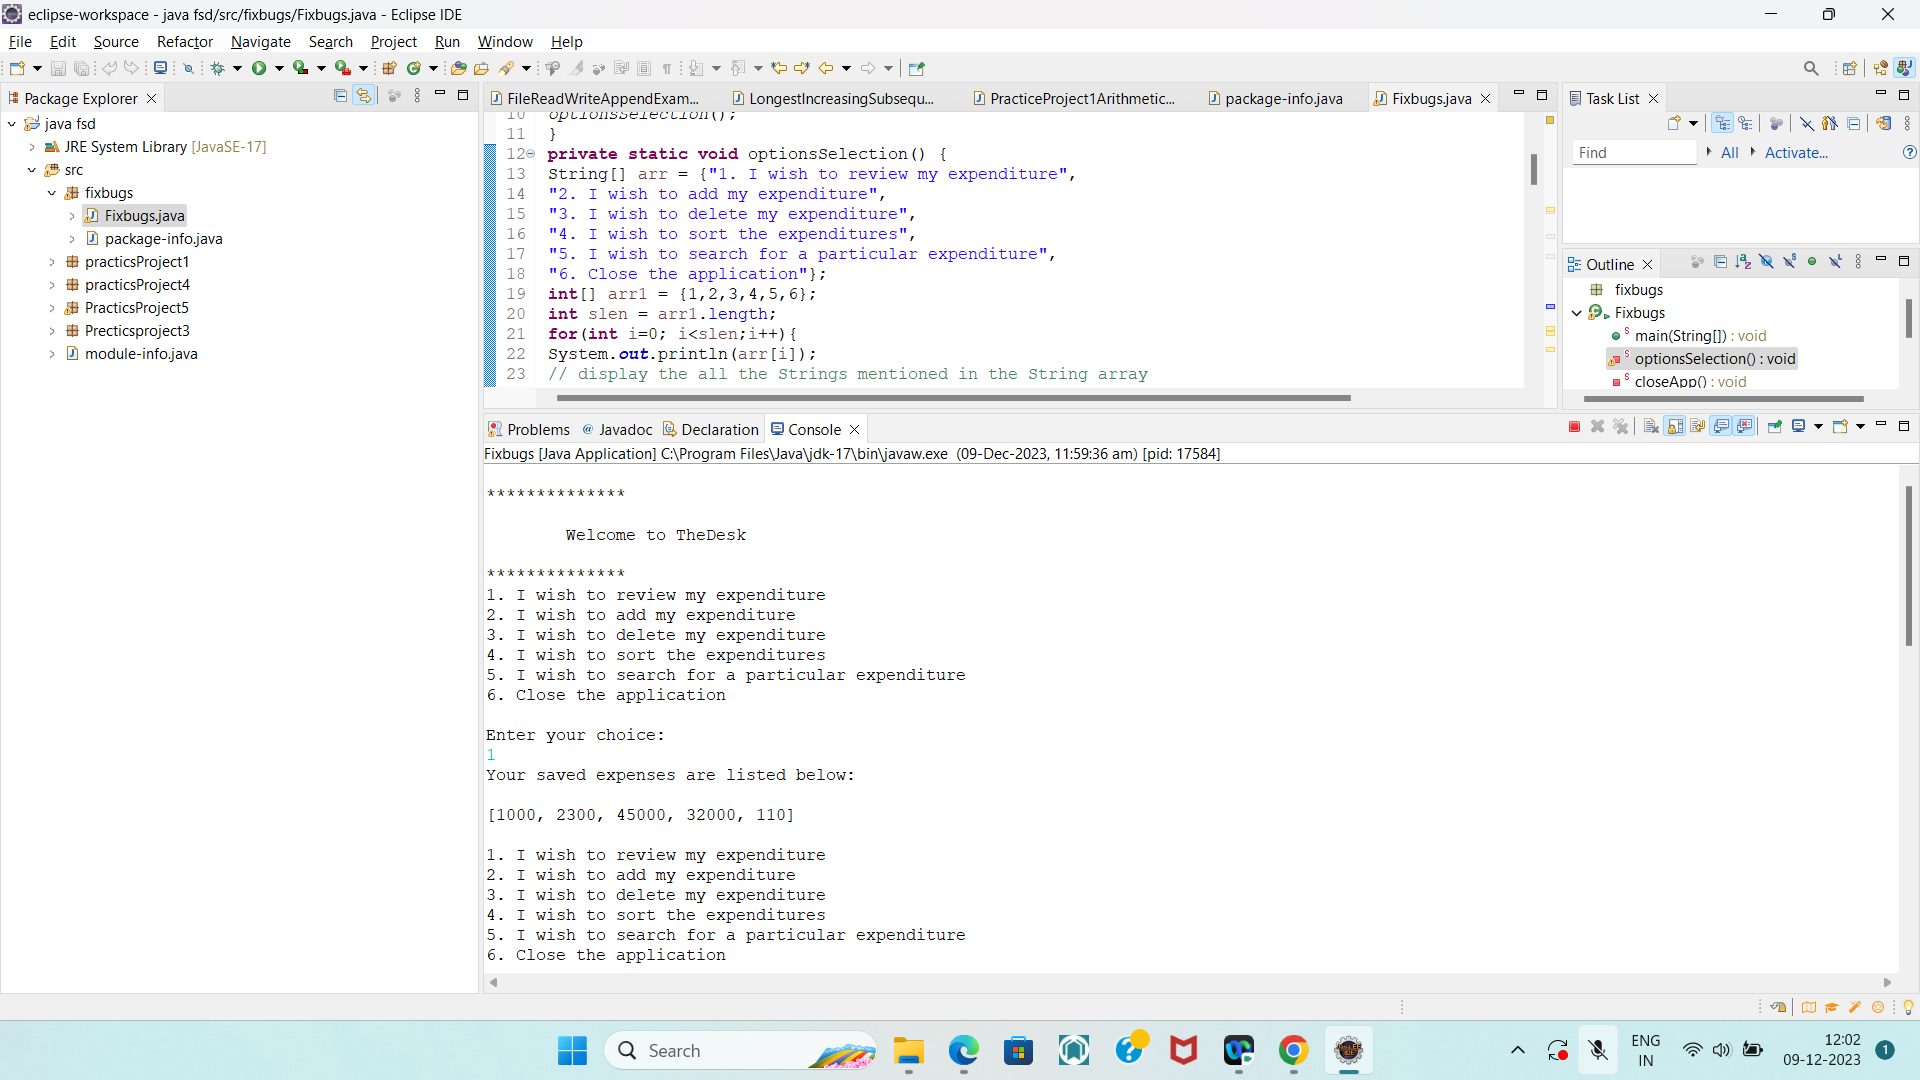 eclipse-workspace - java fsd/src/fixbugs/Fixbugs.java - Eclipse IDE
File Edit Source Refactor Navigate Search Project Run Window Help
Package Explorer
java fsd
JRE System Library [JavaSE-17]
src
fixbugs
Fixbugs.java
package-info.java
practicsProject1
practicsProject4
PracticsProject5
Precticsproject3
module-info.java
FileReadWriteAppendExam... LongestIncreasingSubsequ... PracticeProject1Arithmetic... package-info.java Fixbugs.java
10 optionsSelection();
11 }
12 private static void optionsSelection() {
13 String[] arr = {"1. I wish to review my expenditure",
14 "2. I wish to add my expenditure",
15 "3. I wish to delete my expenditure",
16 "4. I wish to sort the expenditures",
17 "5. I wish to search for a particular expenditure",
18 "6. Close the application"};
19 int[] arr1 = {1,2,3,4,5,6};
20 int slen = arr1.length;
21 for(int i=0; i<slen;i++){
22 System.out.println(arr[i]);
23 // display the all the Strings mentioned in the String array
Task List
Find All Activate...
Outline
fixbugs
Fixbugs
main(String[]) : void
optionsSelection() : void
closeApp() : void
Problems Javadoc Declaration Console
Fixbugs [Java Application] C:\Program Files\Java\jdk-17\bin\javaw.exe (09-Dec-2023, 11:59:36 am) [pid: 17584]
**************
Welcome to TheDesk
**************
1. I wish to review my expenditure
2. I wish to add my expenditure
3. I wish to delete my expenditure
4. I wish to sort the expenditures
5. I wish to search for a particular expenditure
6. Close the application
Enter your choice:
1
Your saved expenses are listed below:
[1000, 2300, 45000, 32000, 110]
1. I wish to review my expenditure
2. I wish to add my expenditure
3. I wish to delete my expenditure
4. I wish to sort the expenditures
5. I wish to search for a particular expenditure
6. Close the application
Search
ENG
IN
12:02
09-12-2023
1